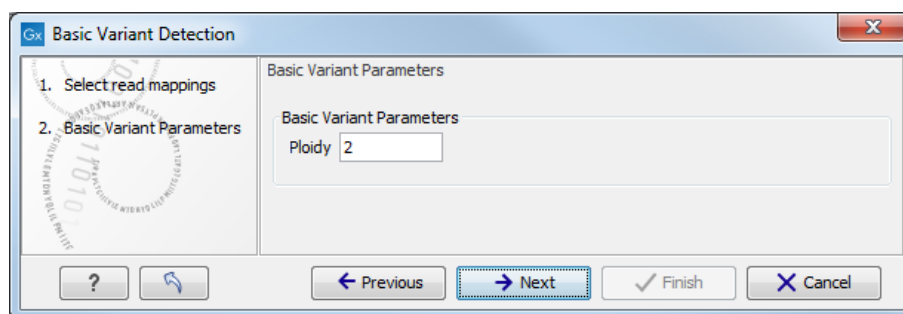 Gx Basic Variant Detection
X
1. Select read mappings
2. Basic Variant Parameters
Basic Variant Parameters
Basic Variant Parameters
Ploidy 2
? Previous Next Finish Cancel